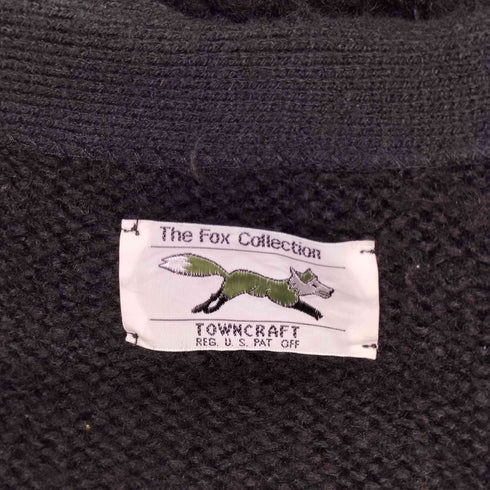 The Fox Collection
TOWNCRAFT
REG. U. S. PAT OFF